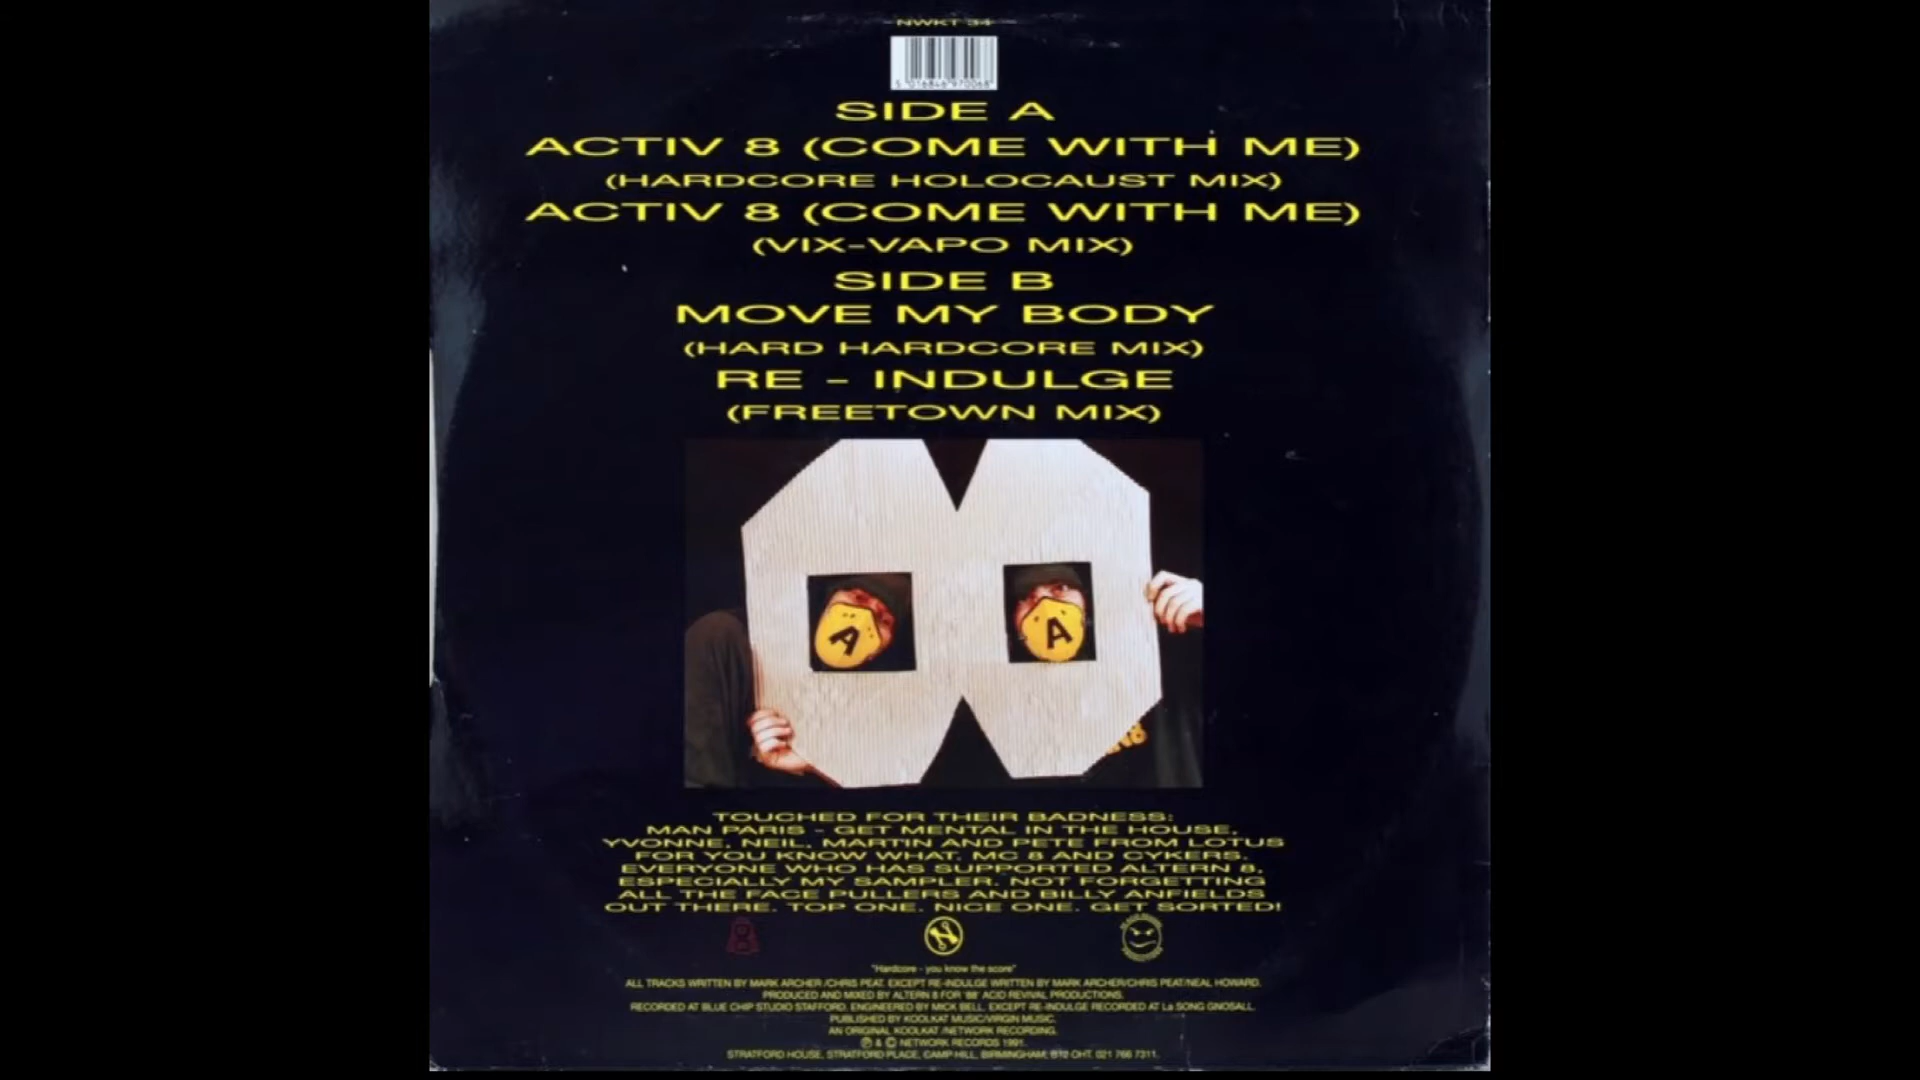 NWKT 34
5 016846 970068
SIDE A
ACTIV 8 (COME WITH ME)
(HARDCORE HOLOCAUST MIX)
ACTIV 8 (COME WITH ME)
(VIX-VAPO MIX)
SIDE B
MOVE MY BODY
(HARD HARDCORE MIX)
RE - INDULGE
(FREETOWN MIX)
A A
TOUCHED FOR THEIR BADNESS:
MAN PARIS - GET MENTAL IN THE HOUSE,
YVONNE, NEIL, MARTIN AND PETE FROM LOTUS
FOR YOU KNOW WHAT, MC 8 AND CYKERS,
EVERYONE WHO HAS SUPPORTED ALTERN 8,
ESPECIALLY MY SAMPLER, NOT FORGETTING
ALL THE FACE PULLERS AND BILLY ANFIELDS
OUT THERE. TOP ONE. NICE ONE. GET SORTED!
"Hardcore - you know the score"
ALL TRACKS WRITTEN BY MARK ARCHER/CHRIS PEAT. EXCEPT RE-INDULGE WRITTEN BY MARK ARCHER/CHRIS PEAT/NEAL HOWARD.
PRODUCED AND MIXED BY ALTERN 8 FOR '88' ACID REVIVAL PRODUCTIONS.
RECORDED AT BLUE CHIP STUDIO STAFFORD. ENGINEERED BY MICK BELL. EXCEPT RE-INDULGE RECORDED AT La SONG GNOSALL.
PUBLISHED BY KOOLKAT MUSIC/VIRGIN MUSIC.
AN ORIGINAL KOOLKAT /NETWORK RECORDING.
℗ & © NETWORK RECORDS 1991.
STRATFORD HOUSE, STRATFORD PLACE, CAMP HILL, BIRMINGHAM, B12 OHT. 021 766 7311.